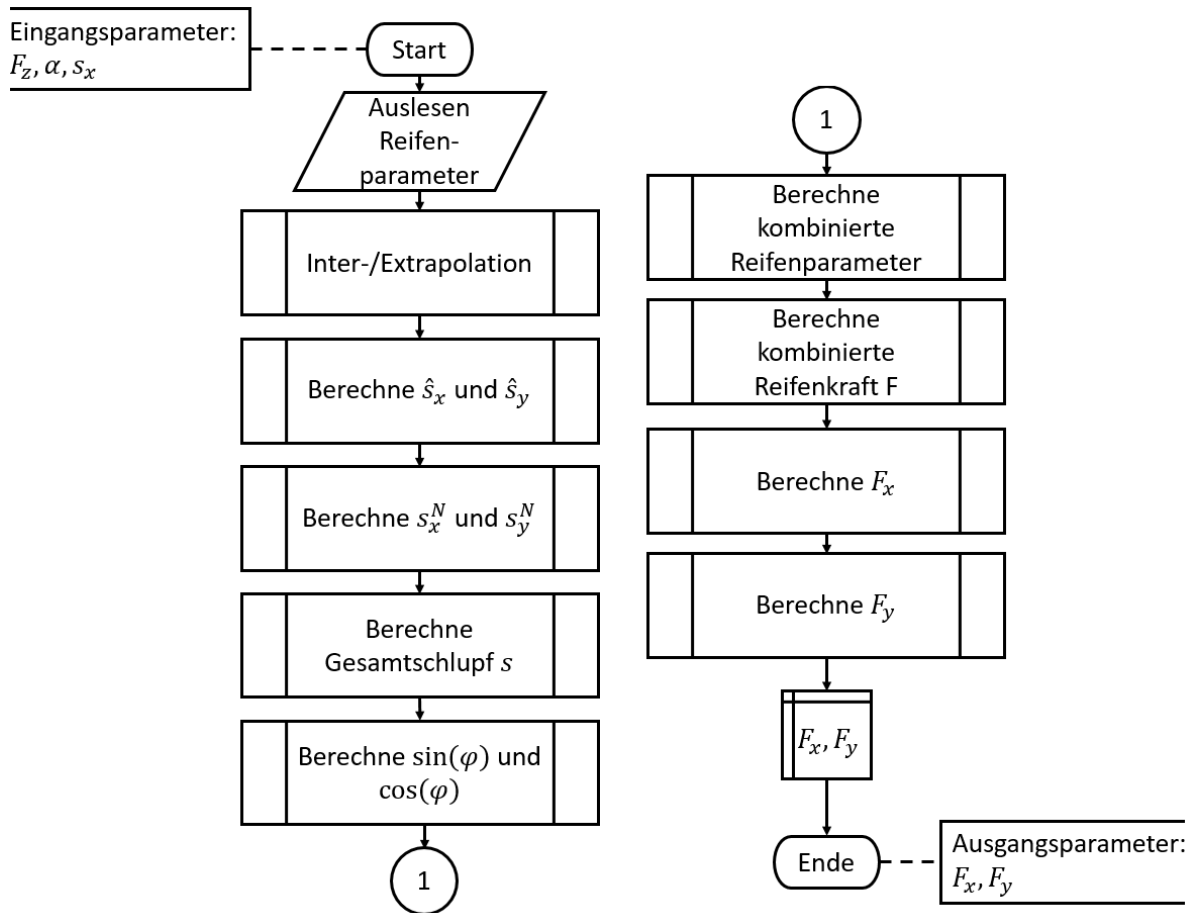 Eingangsparameter:
F_z, α, s_x
Start
Auslesen
Reifen-
parameter
Inter-/Extrapolation
Berechne ŝ_x und ŝ_y
Berechne s_x^N und s_y^N
Berechne
Gesamtschlupf s
Berechne sin(φ) und
cos(φ)
1
1
Berechne
kombinierte
Reifenparameter
Berechne
kombinierte
Reifenkraft F
Berechne F_x
Berechne F_y
F_x, F_y
Ende
Ausgangsparameter:
F_x, F_y